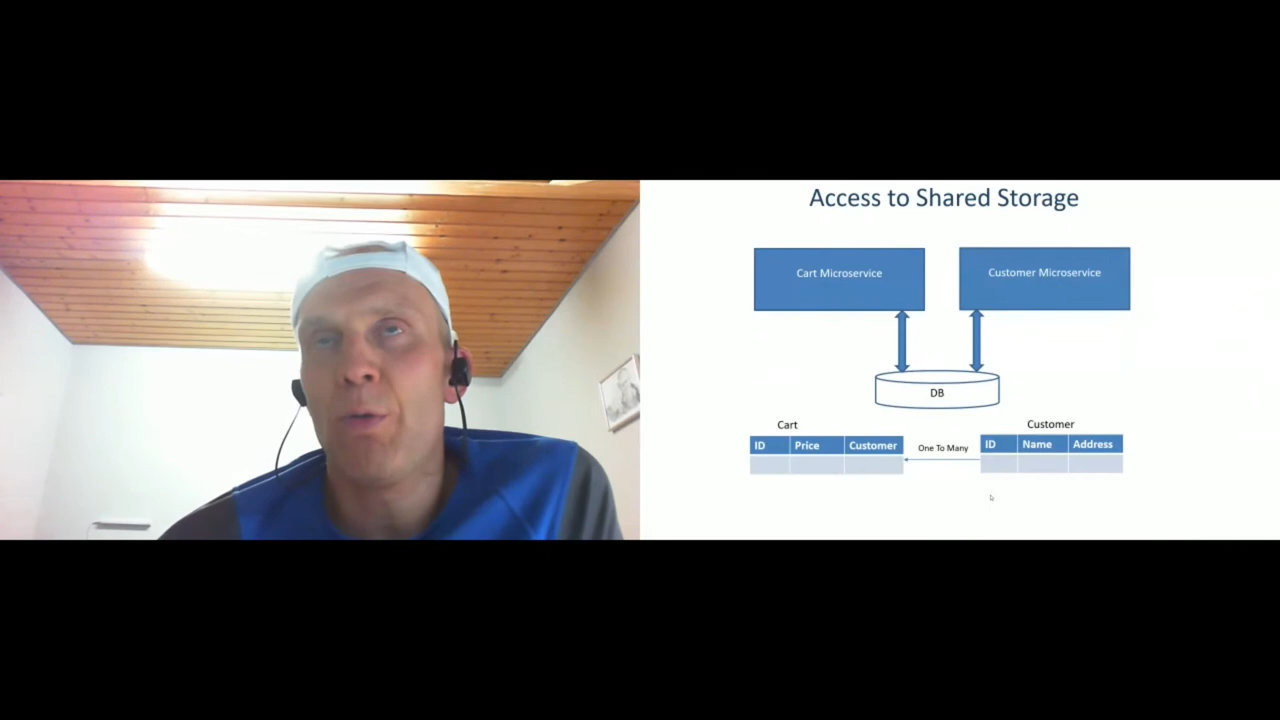 Access to Shared Storage
Cart Microservice
Customer Microservice
DB
Cart
ID Price Customer
One To Many
Customer
ID Name Address